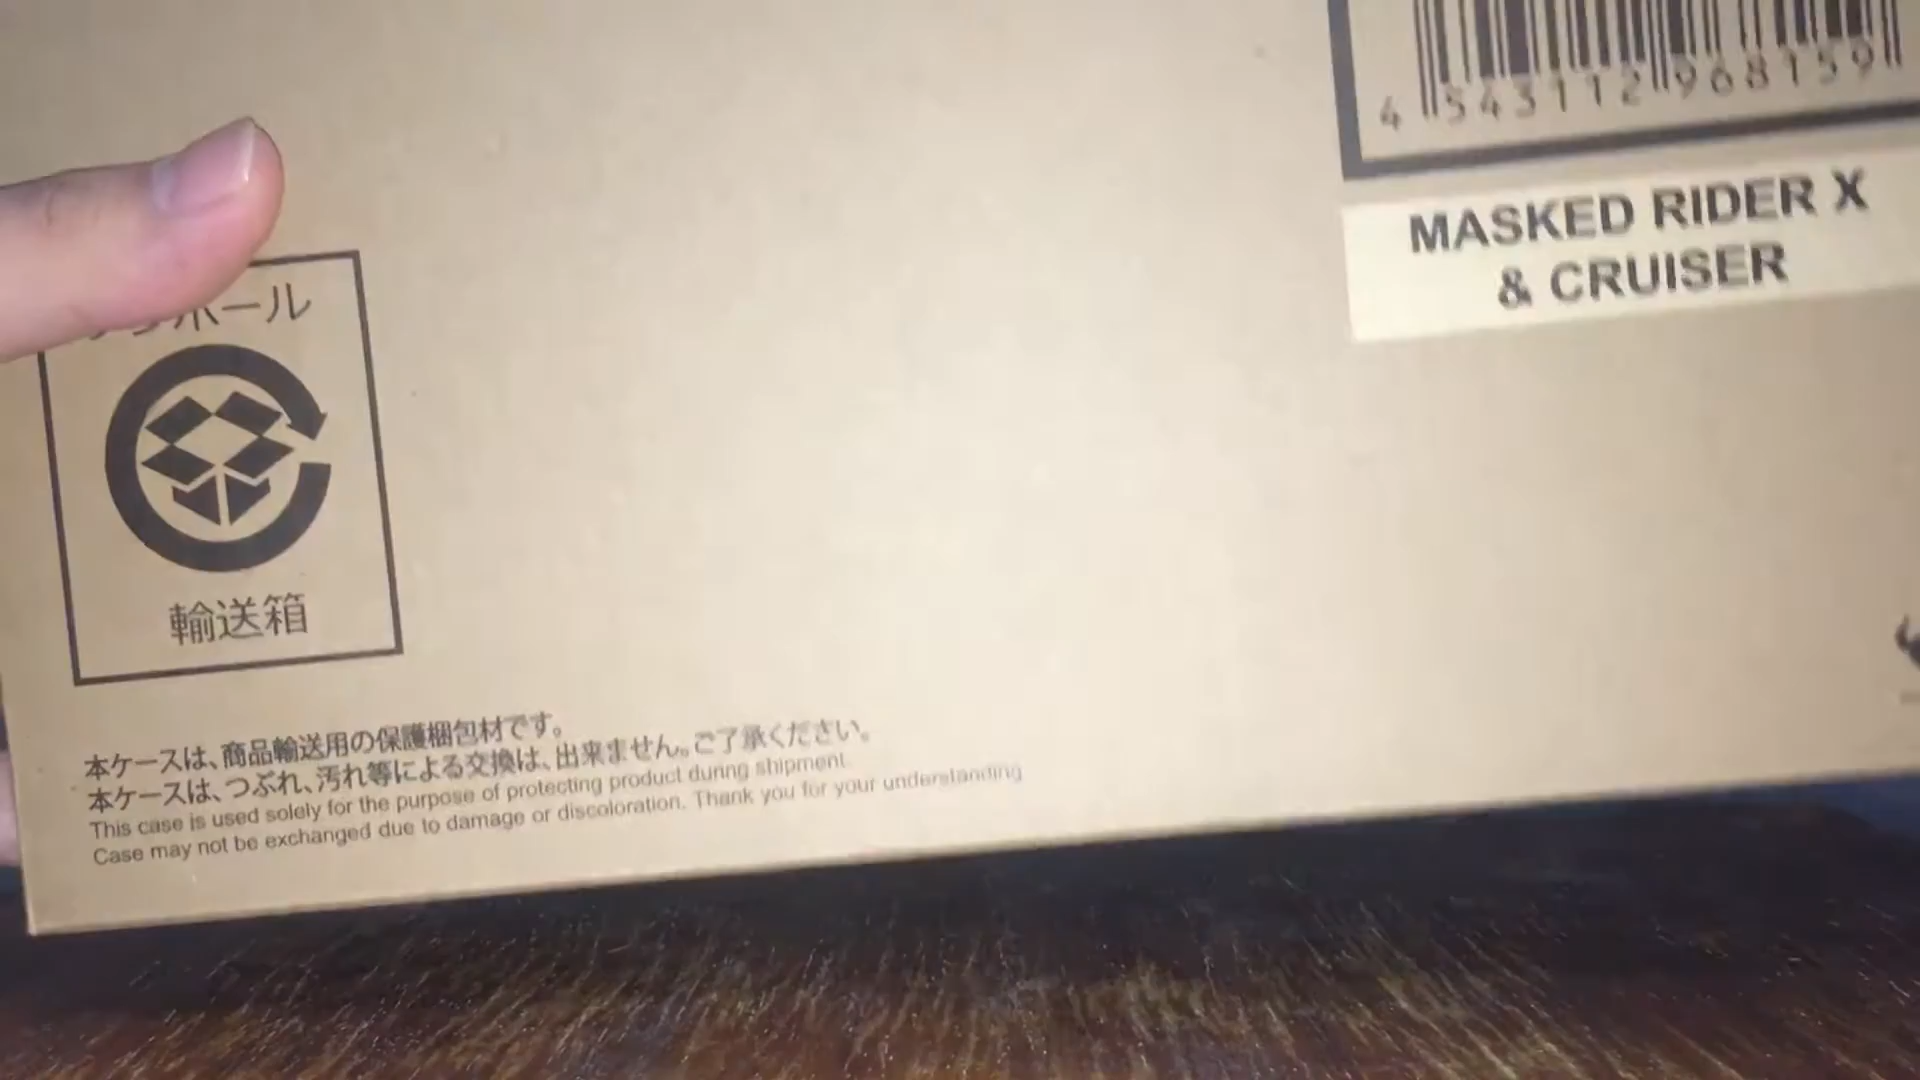 4 543112 968159
MASKED RIDER X
& CRUISER
ンボール
輸送箱
本ケースは、商品輸送用の保護梱包材です。
本ケースは、つぶれ、汚れ等による交換は、出来ません。ご了承ください。
This case is used solely for the purpose of protecting product during shipment.
Case may not be exchanged due to damage or discoloration. Thank you for your understanding